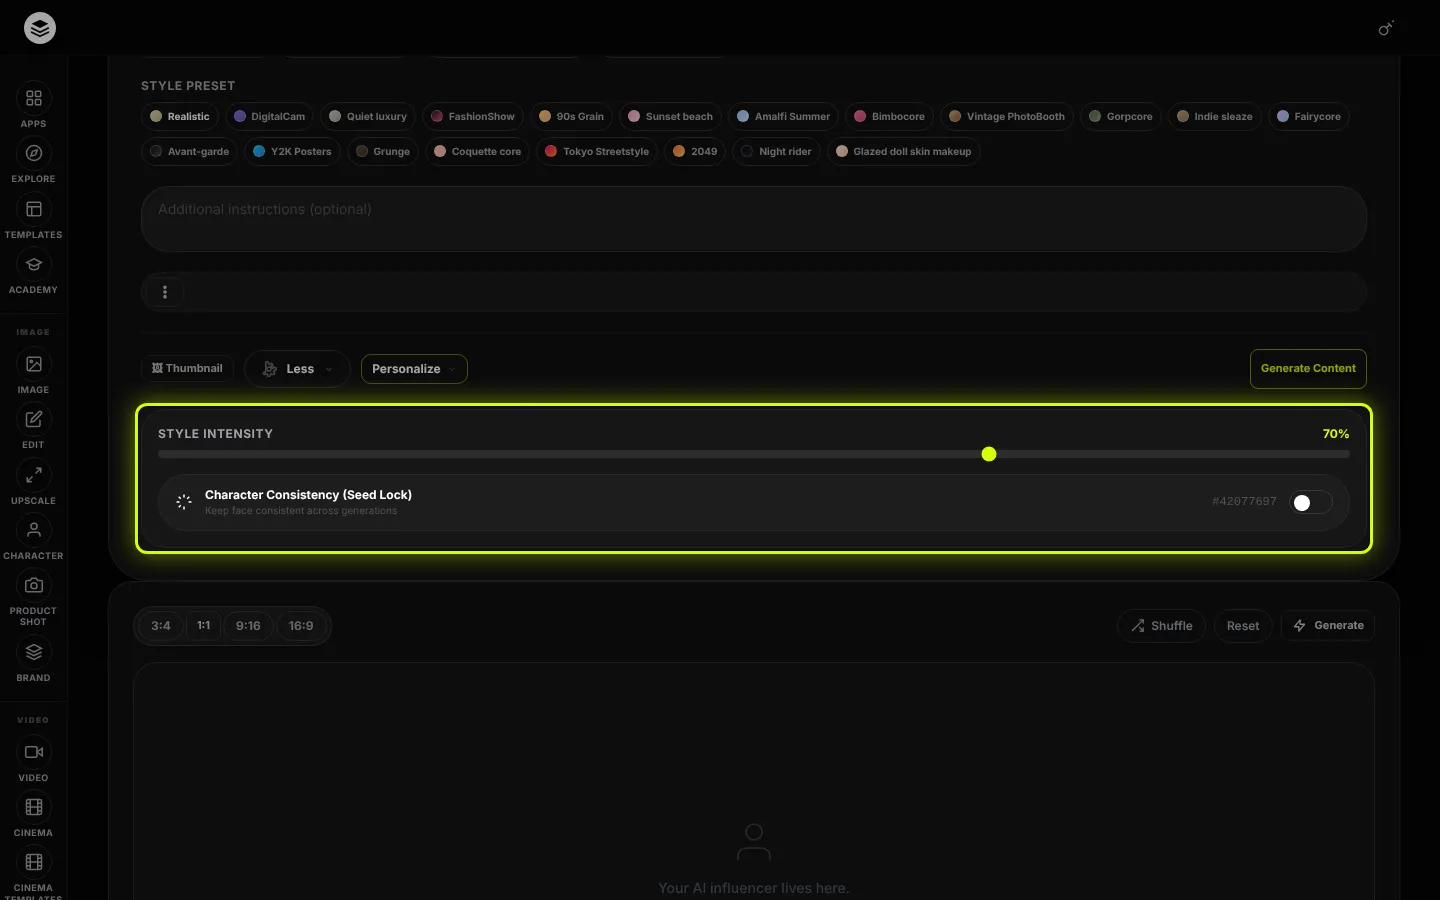 STYLE PRESET
Realistic
DigitalCam
Quiet luxury
FashionShow
90s Grain
Sunset beach
Amalfi Summer
Bimbocore
Vintage PhotoBooth
Gorpcore
Indie sleaze
Fairycore
Avant-garde
Y2K Posters
Grunge
Coquette core
Tokyo Streetstyle
2049
Night rider
Glazed doll skin makeup
Additional instructions (optional)
Thumbnail
Less
Personalize
Generate Content
STYLE INTENSITY
70%
Character Consistency (Seed Lock)
Keep face consistent across generations
#42077697
3:4
1:1
9:16
16:9
Shuffle
Reset
Generate
Your AI influencer lives here.
APPS
EXPLORE
TEMPLATES
ACADEMY
IMAGE
IMAGE
EDIT
UPSCALE
CHARACTER
PRODUCT
SHOT
BRAND
VIDEO
VIDEO
CINEMA
CINEMA
TEMPLATES